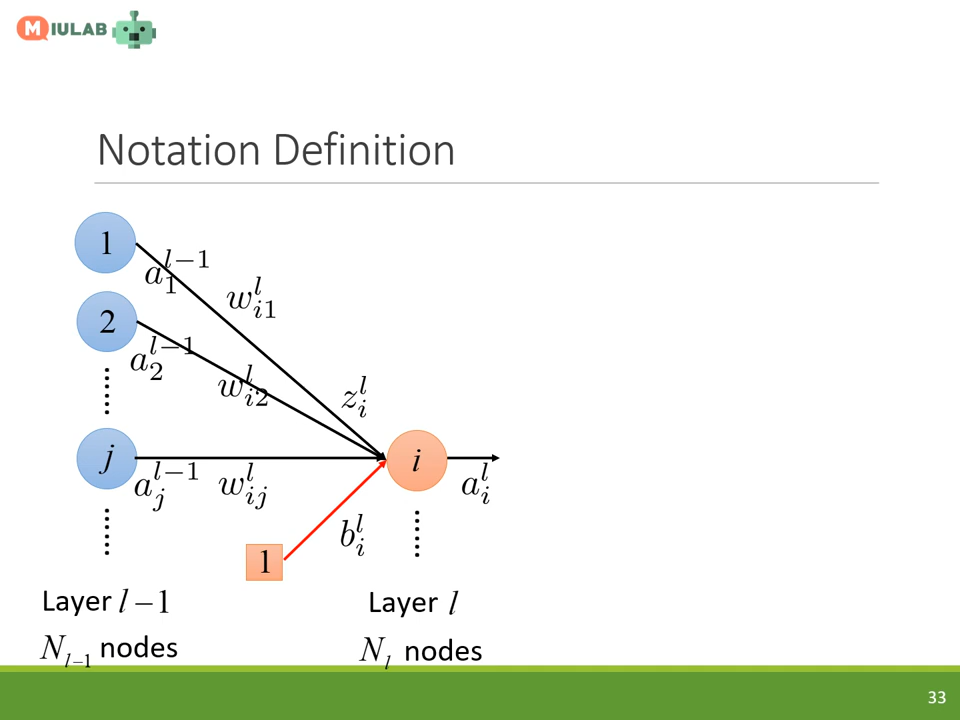 MIULAB
Notation Definition
1
a_1^{l-1}
w_{i1}^l
2
a_2^{l-1}
w_{i2}^l
z_i^l
j
a_j^{l-1}
w_{ij}^l
i
a_i^l
b_i^l
1
Layer l−1
Layer l
N_{l−1} nodes
N_l nodes
33